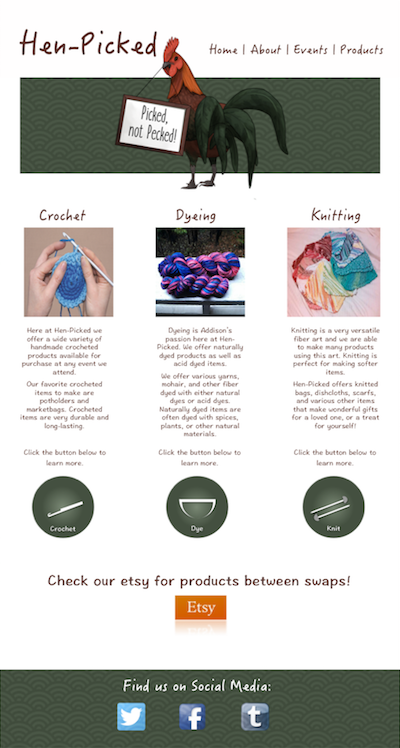 Hen-Picked
Home | About | Events | Products
Picked,
not Pecked!
Crochet
Here at Hen-Picked we
offer a wide variety of
handmade crocheted
products available for
purchase at any event we
attend.
Our favorite crocheted
items to make are
potholders and
marketbags. Crocheted
items are very durable and
long-lasting.
Click the button below to
learn more.
Crochet
Dyeing
Dyeing is Addison's
passion here at Hen-
Picked. We offer naturally
dyed products as well as
acid dyed items.
We offer various yarns,
mohair, and other fiber
dyed with either natural
dyes or acid dyes.
Naturally dyed items are
often dyed with spices,
plants, or other natural
materials.
Click the button below to
learn more.
Dye
Knitting
Knitting is a very versatile
fiber art and we are able
to make many products
using this art. Knitting is
perfect for making softer
items.
Hen-Picked offers knitted
bags, dishcloths, scarfs,
and various other items
that make wonderful gifts
for a loved one, or a treat
for yourself!
Click the button below to
learn more.
Knit
Check our etsy for products between swaps!
Etsy
Find us on Social Media:
f
t